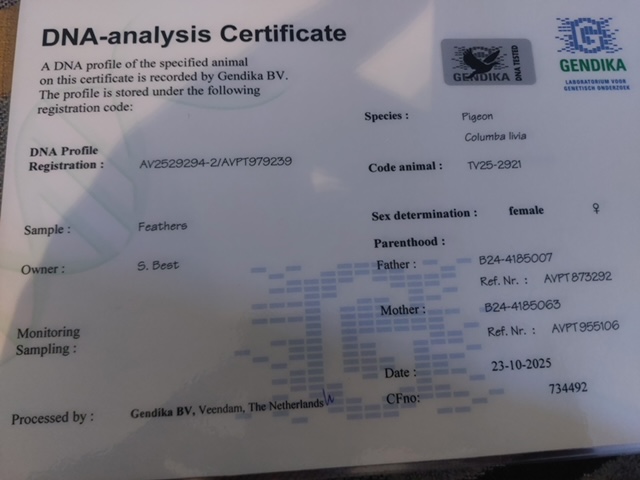 DNA-analysis Certificate
A DNA profile of the specified animal
on this certificate is recorded by Gendika BV.
The profile is stored under the following
registration code:
GENDIKA
DNA TESTED
GENDIKA
LABORATORIUM VOOR
GENETISCH ONDERZOEK
Species : Pigeon
Columba livia
DNA Profile
Registration : AV2529294-2/AVPT979239
Code animal : TV25-2921
Sex determination : female ♀
Sample : Feathers
Parenthood :
Owner : S. Best
Father : B24-4185007
Ref. Nr. : AVPT873292
Mother : B24-4185063
Ref. Nr. : AVPT955106
Monitoring
Sampling :
Date : 23-10-2025
Processed by : Gendika BV, Veendam, The Netherlands
CFno: 734492